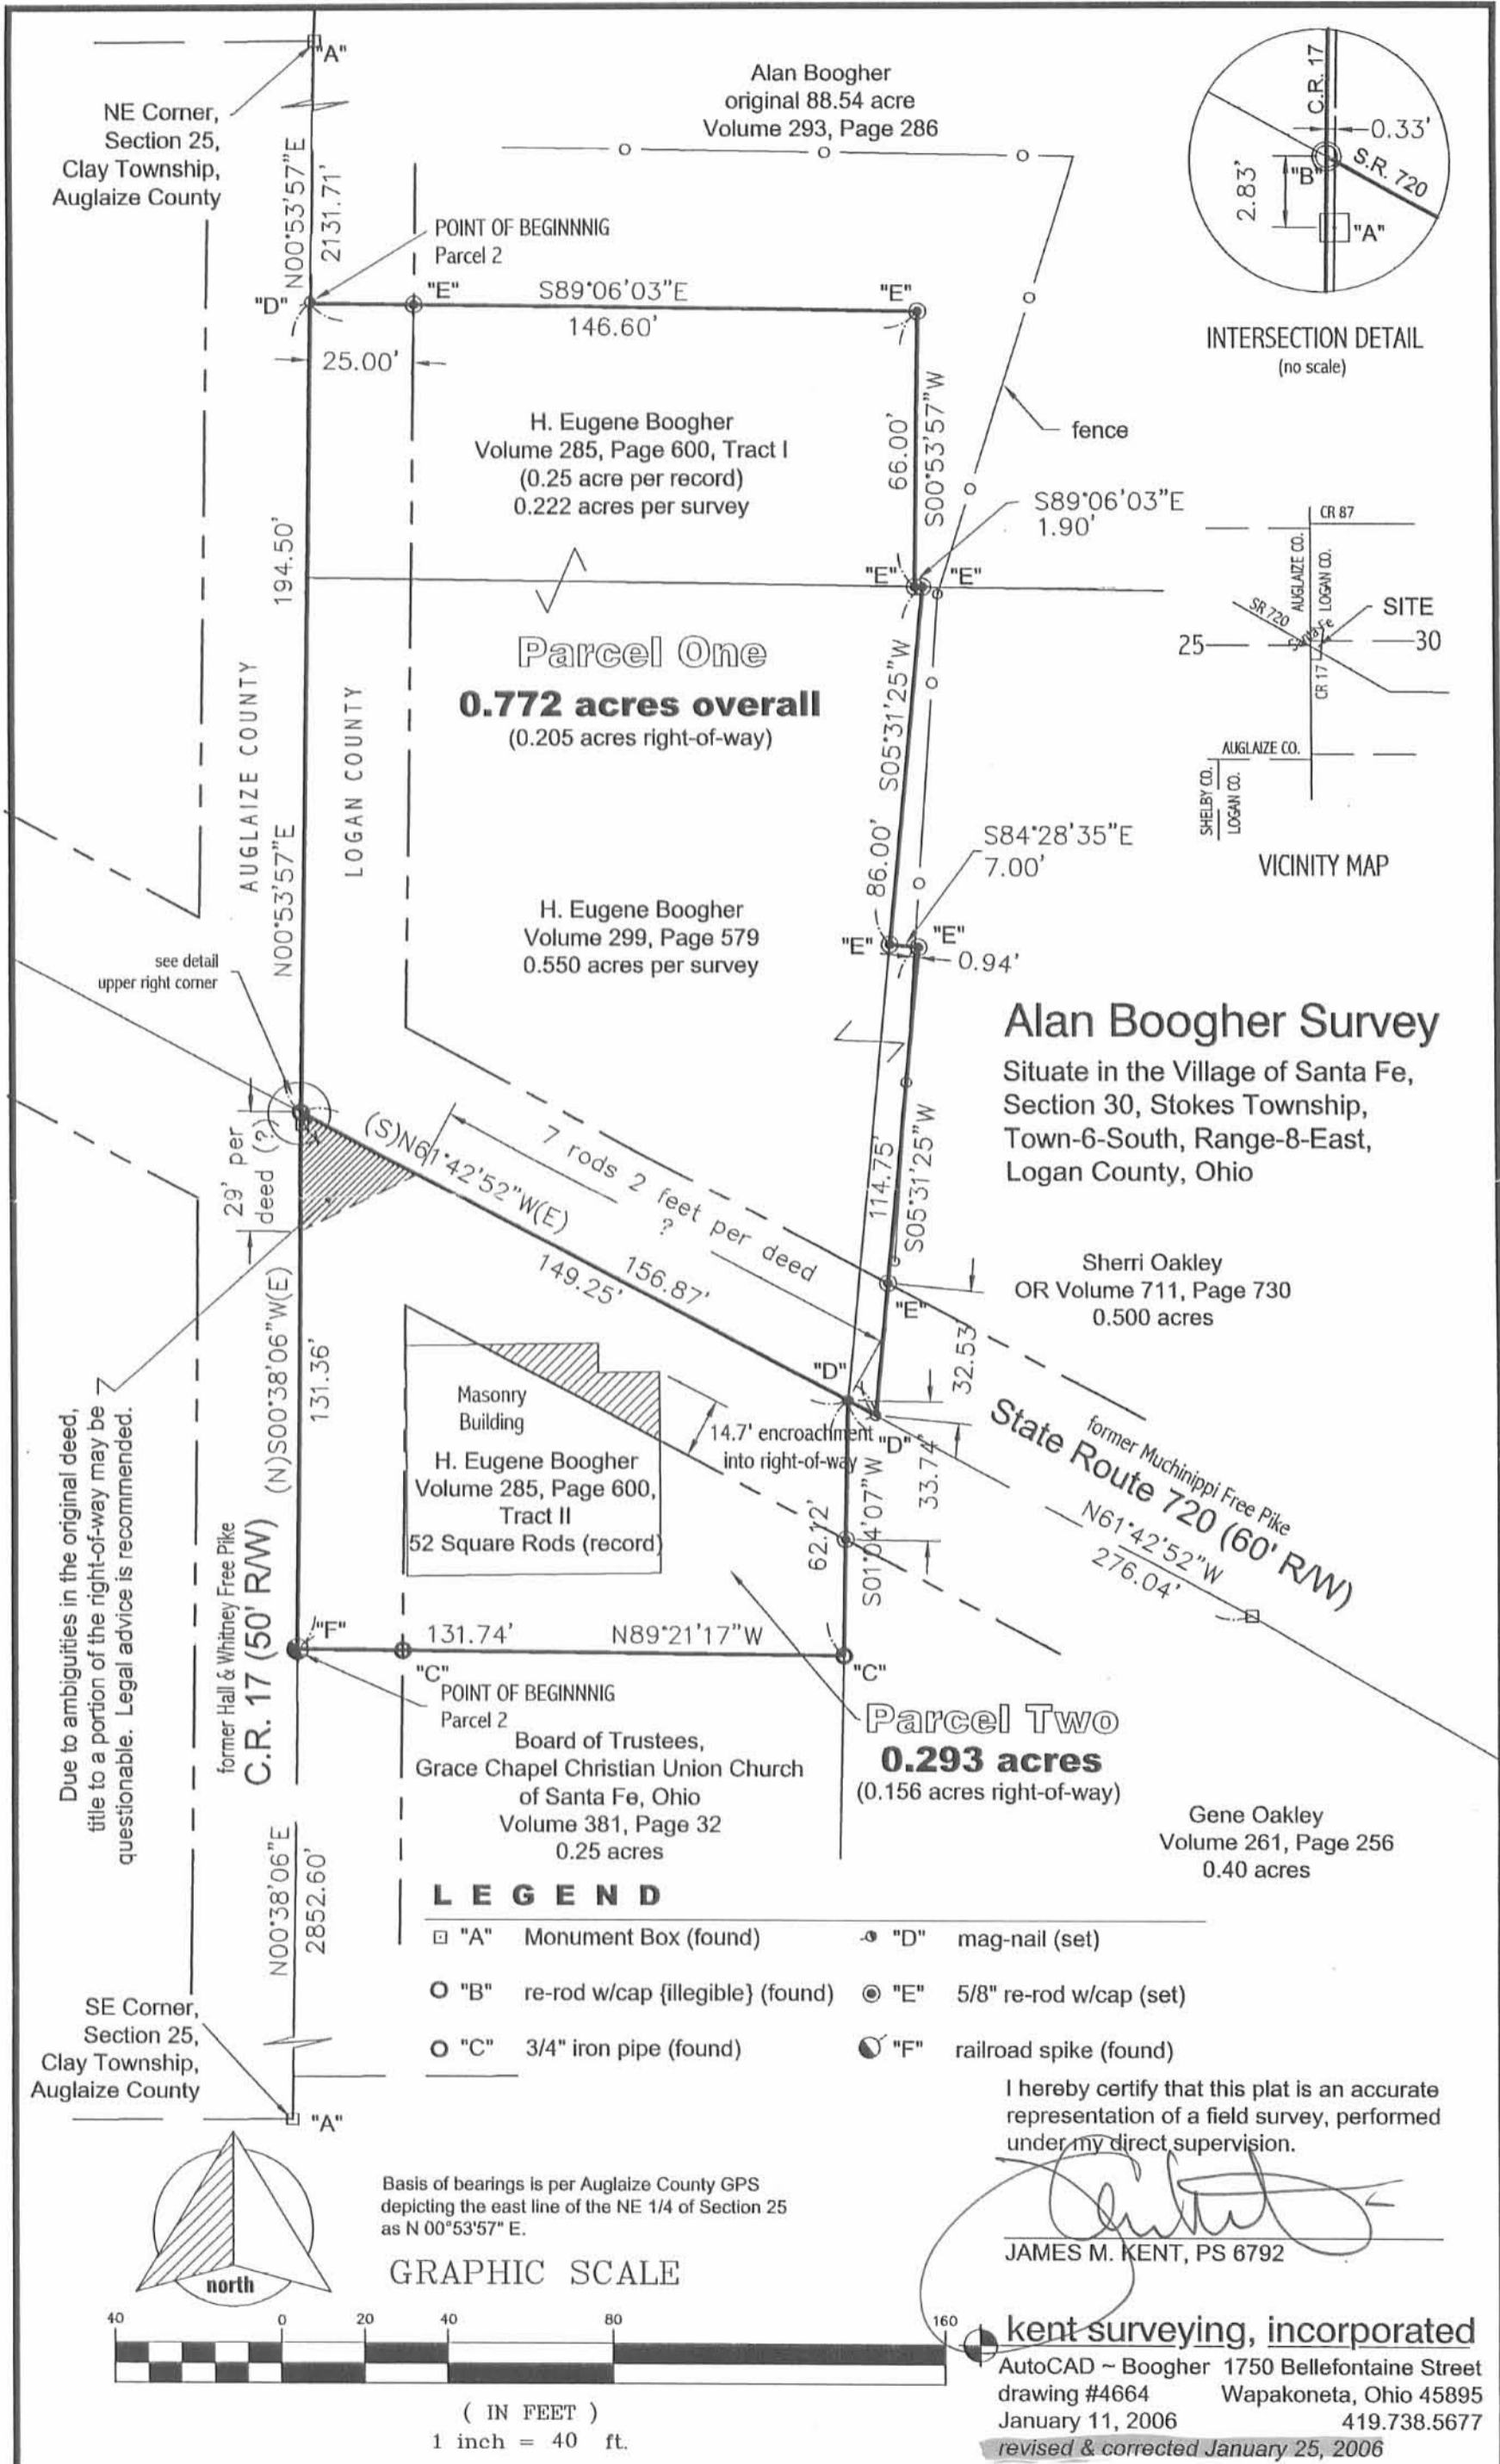 "A"
NE Corner,
Section 25,
Clay Township,
Auglaize County
N00°53'57"E
2131.71'
Alan Boogher
original 88.54 acre
Volume 293, Page 286
C.R. 17
0.33'
"B"
S.R. 720
2.83'
"A"
INTERSECTION DETAIL
(no scale)
POINT OF BEGINNNIG
Parcel 2
"D"
"E"
S89°06'03"E
146.60'
"E"
25.00'
H. Eugene Boogher
Volume 285, Page 600, Tract I
(0.25 acre per record)
0.222 acres per survey
66.00'
S00°53'57"W
fence
S89°06'03"E
1.90'
"E"
"E"
194.50'
CR 87
AUGLAIZE CO.
LOGAN CO.
SR 720
Santa Fe
SITE
25
30
CR 17
AUGLAIZE CO.
SHELBY CO.
LOGAN CO.
VICINITY MAP
Parcel One
0.772 acres overall
(0.205 acres right-of-way)
AUGLAIZE COUNTY
LOGAN COUNTY
N00°53'57"E
S05°31'25"W
86.00'
S84°28'35"E
7.00'
H. Eugene Boogher
Volume 299, Page 579
0.550 acres per survey
"E"
"E"
0.94'
see detail
upper right corner
Alan Boogher Survey
Situate in the Village of Santa Fe,
Section 30, Stokes Township,
Town-6-South, Range-8-East,
Logan County, Ohio
29' per
deed (?)
(S)N61°42'52"W(E)
7 rods 2 feet per deed
?
149.25'
156.87'
114.75'
S05°31'25"W
Sherri Oakley
OR Volume 711, Page 730
0.500 acres
"E"
32.53'
(N)S00°38'06"W(E)
131.36'
Due to ambiguities in the original deed,
title to a portion of the right-of-way may be
questionable. Legal advice is recommended.
former Hall & Whitney Free Pike
C.R. 17 (50' R/W)
Masonry
Building
H. Eugene Boogher
Volume 285, Page 600,
Tract II
52 Square Rods (record)
14.7' encroachment
into right-of-way
"D"
"D"
33.74'
62.12'
S01°04'07"W
former Muchinippi Free Pike
State Route 720 (60' R/W)
N61°42'52"W
276.04'
"F"
131.74'
N89°21'17"W
"C"
"C"
POINT OF BEGINNNIG
Parcel 2
Board of Trustees,
Grace Chapel Christian Union Church
of Santa Fe, Ohio
Volume 381, Page 32
0.25 acres
Parcel Two
0.293 acres
(0.156 acres right-of-way)
Gene Oakley
Volume 261, Page 256
0.40 acres
N00°38'06"E
2852.60'
LEGEND
"A" Monument Box (found)
"D" mag-nail (set)
"B" re-rod w/cap {illegible} (found)
"E" 5/8" re-rod w/cap (set)
"C" 3/4" iron pipe (found)
"F" railroad spike (found)
SE Corner,
Section 25,
Clay Township,
Auglaize County
"A"
I hereby certify that this plat is an accurate
representation of a field survey, performed
under my direct supervision.
JAMES M. KENT, PS 6792
north
Basis of bearings is per Auglaize County GPS
depicting the east line of the NE 1/4 of Section 25
as N 00°53'57" E.
GRAPHIC SCALE
40 0 20 40 80 160
( IN FEET )
1 inch = 40 ft.
kent surveying, incorporated
AutoCAD ~ Boogher 1750 Bellefontaine Street
drawing #4664 Wapakoneta, Ohio 45895
January 11, 2006 419.738.5677
revised & corrected January 25, 2006